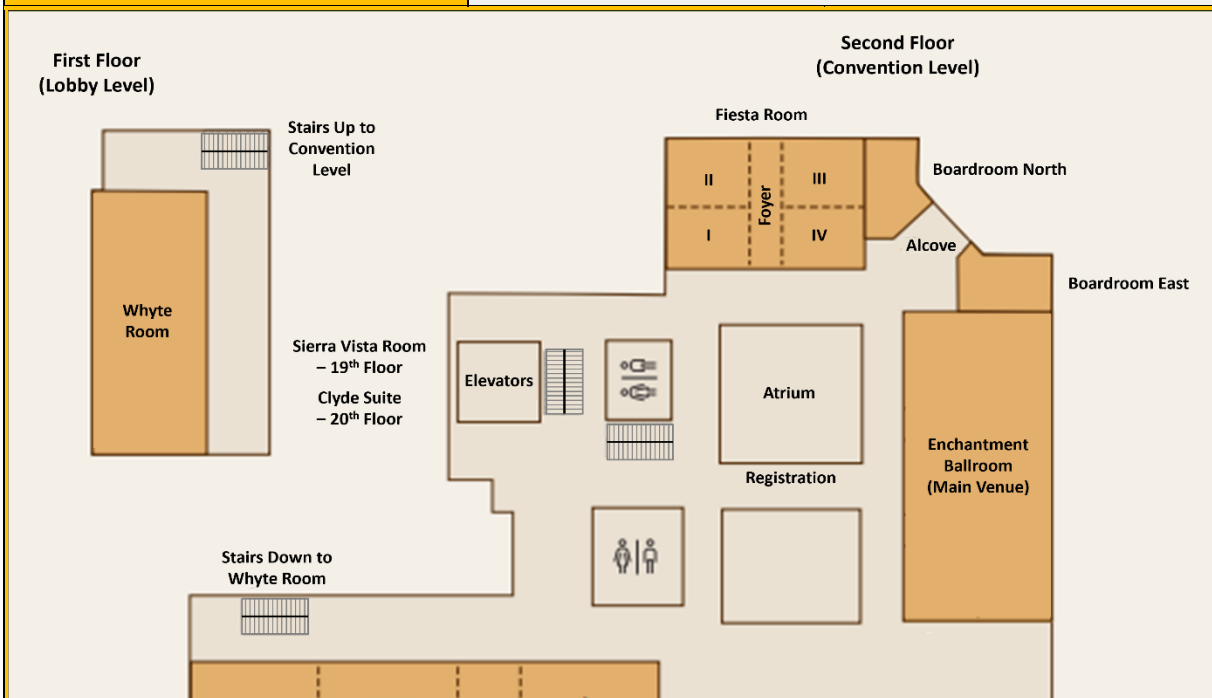 First Floor
(Lobby Level)
Second Floor
(Convention Level)
Stairs Up to
Convention
Level
Fiesta Room
Boardroom North
II
III
Foyer
I
IV
Alcove
Boardroom East
Whyte
Room
Sierra Vista Room
– 19th Floor
Clyde Suite
– 20th Floor
Elevators
Atrium
Enchantment
Ballroom
(Main Venue)
Registration
Stairs Down to
Whyte Room